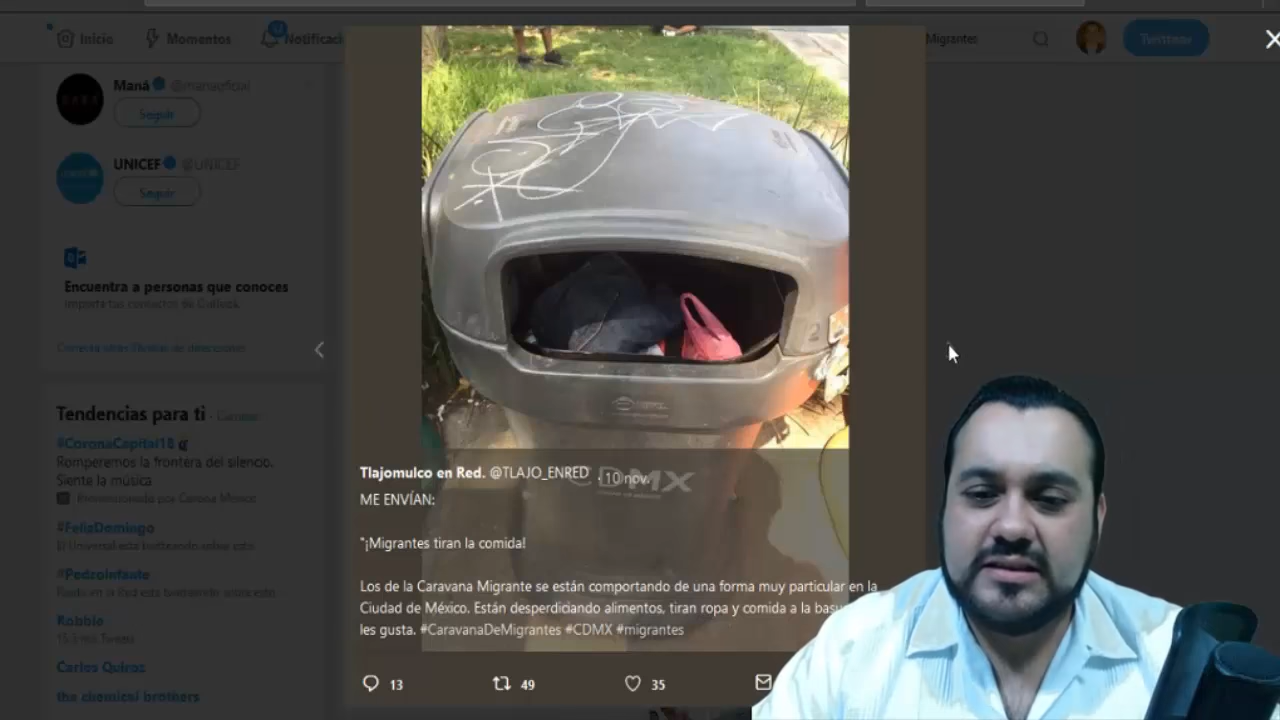 Inicio
Momentos
Notificaci
Migrantes
Maná @manaoficial
Seguir
UNICEF @UNICEF
Seguir
Encuentra a personas que conoces
Importa tus contactos de Outlook
Tendencias para ti
#CoronaCapital18
Romperemos la frontera del silencio.
Siente la música
Promocionado por Corona México
#FelizDomingo
El Universal está tuiteando sobre esto
#PedroInfante
Robbie
Carlos Quiroz
the chemical brothers
CDMX
Tlajomulco en Red. @TLAJO_ENRED · 10 nov.
ME ENVÍAN:
"¡Migrantes tiran la comida!
Los de la Caravana Migrante se están comportando de una forma muy particular en la
Ciudad de México. Están desperdiciando alimentos, tiran ropa y comida a la basu
les gusta. #CaravanaDeMigrantes #CDMX #migrantes
13
49
35